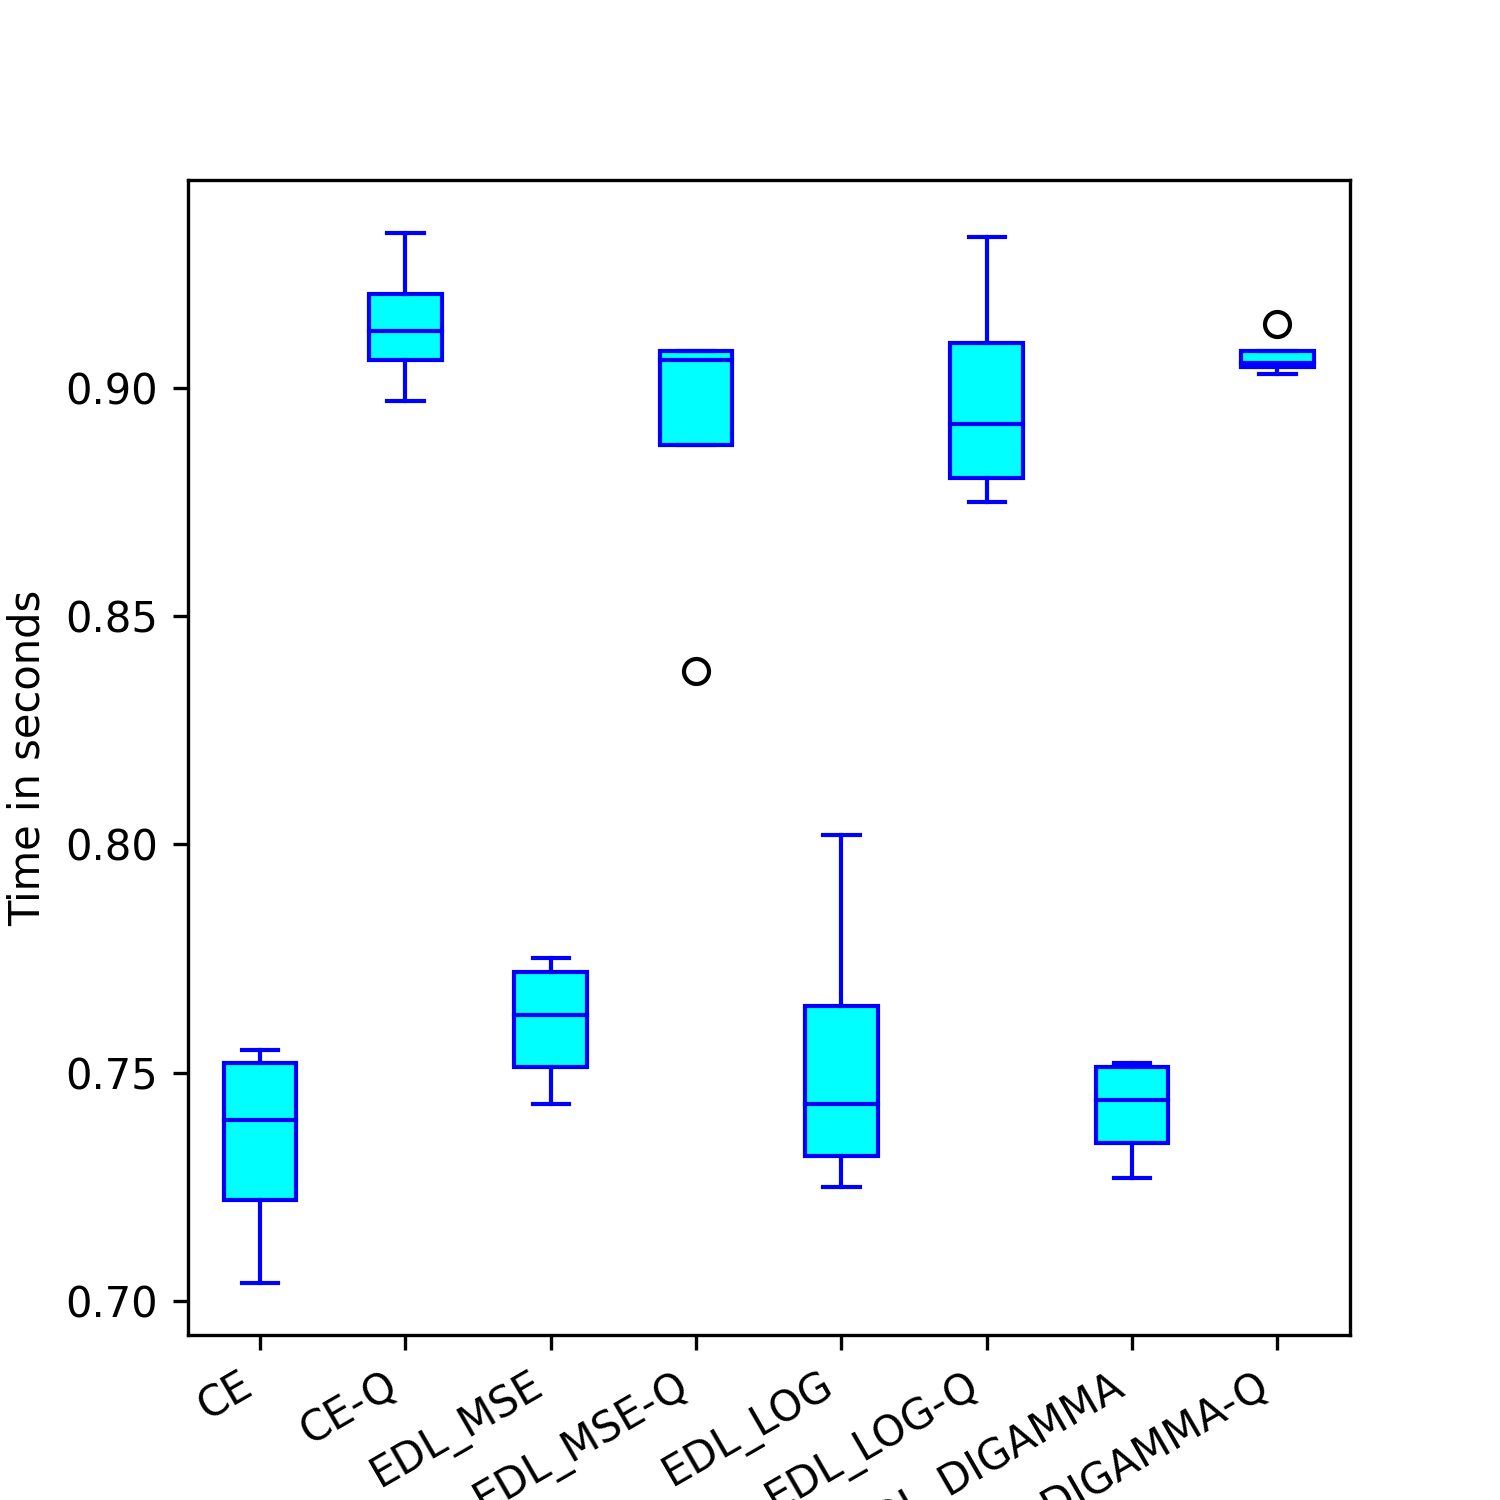 0.90
0.85
0.80
0.75
0.70
Time in seconds
CE
CE-Q
EDL_MSE
EDL_MSE-Q
EDL_LOG
EDL_LOG-Q
DIGAMMA
DIGAMMA-Q